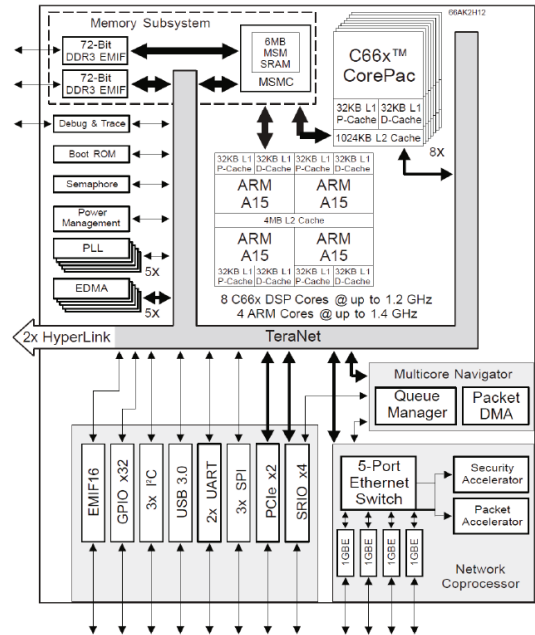 66AK2H12
Memory Subsystem
72-Bit
DDR3 EMIF
72-Bit
DDR3 EMIF
6MB
MSM
SRAM
MSMC
C66x™
CorePac
32KB L1
P-Cache
32KB L1
D-Cache
1024KB L2 Cache
8X
Debug & Trace
Boot ROM
Semaphore
Power
Management
PLL
5X
EDMA
5X
32KB L1
P-Cache
32KB L1
D-Cache
32KB L1
P-Cache
32KB L1
D-Cache
ARM
A15
ARM
A15
4MB L2 Cache
ARM
A15
ARM
A15
32KB L1
P-Cache
32KB L1
D-Cache
32KB L1
P-Cache
32KB L1
D-Cache
8 C66x DSP Cores @ up to 1.2 GHz
4 ARM Cores @ up to 1.4 GHz
2x HyperLink
TeraNet
Multicore Navigator
Queue
Manager
Packet
DMA
EMIF16
GPIO x32
3x I²C
USB 3.0
2x UART
3x SPI
PCIe x2
SRIO x4
5-Port
Ethernet
Switch
Security
Accelerator
Packet
Accelerator
1GBE
1GBE
1GBE
1GBE
Network
Coprocessor